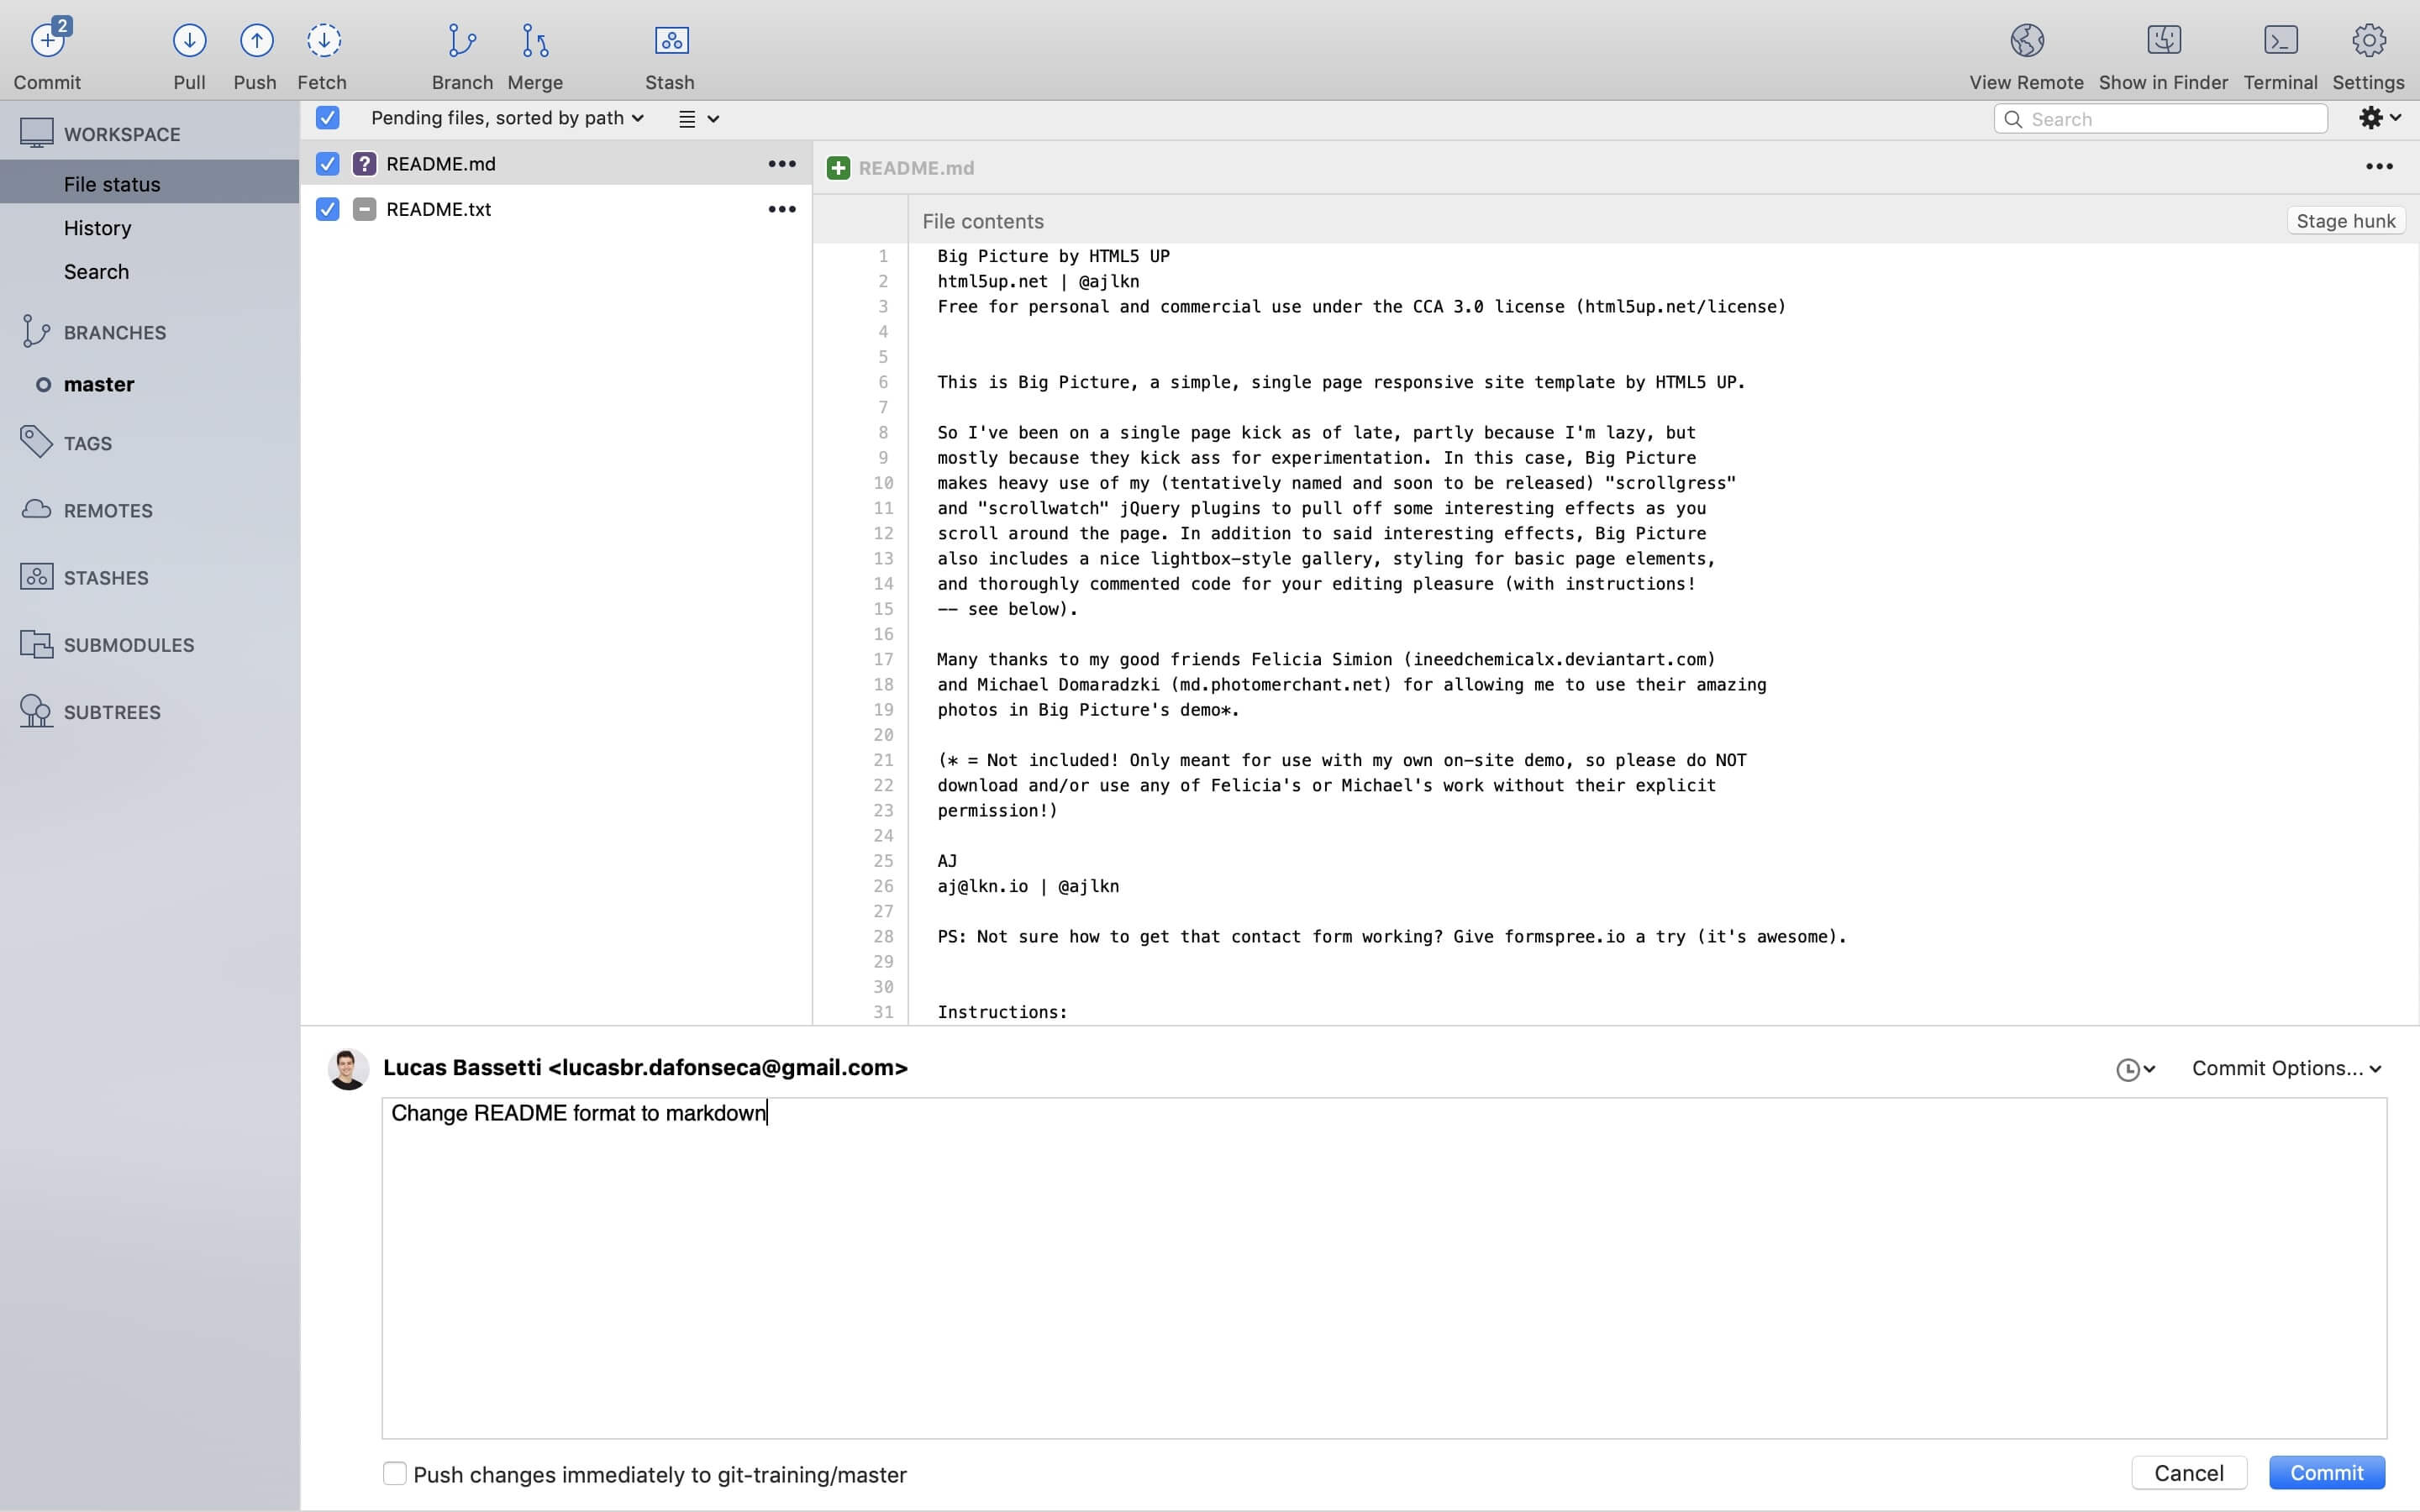 2
Commit
Pull
Push
Fetch
Branch
Merge
Stash
View Remote
Show in Finder
Terminal
Settings
WORKSPACE
File status
History
Search
BRANCHES
master
TAGS
REMOTES
STASHES
SUBMODULES
SUBTREES
Pending files, sorted by path
Search
? README.md •••
README.txt •••
README.md •••
File contents
Stage hunk
1 Big Picture by HTML5 UP
2 html5up.net | @ajlkn
3 Free for personal and commercial use under the CCA 3.0 license (html5up.net/license)
4
5
6 This is Big Picture, a simple, single page responsive site template by HTML5 UP.
7
8 So I've been on a single page kick as of late, partly because I'm lazy, but
9 mostly because they kick ass for experimentation. In this case, Big Picture
10 makes heavy use of my (tentatively named and soon to be released) "scrollgress"
11 and "scrollwatch" jQuery plugins to pull off some interesting effects as you
12 scroll around the page. In addition to said interesting effects, Big Picture
13 also includes a nice lightbox-style gallery, styling for basic page elements,
14 and thoroughly commented code for your editing pleasure (with instructions!
15 -- see below).
16
17 Many thanks to my good friends Felicia Simion (ineedchemicalx.deviantart.com)
18 and Michael Domaradzki (md.photomerchant.net) for allowing me to use their amazing
19 photos in Big Picture's demo*.
20
21 (* = Not included! Only meant for use with my own on-site demo, so please do NOT
22 download and/or use any of Felicia's or Michael's work without their explicit
23 permission!)
24
25 AJ
26 aj@lkn.io | @ajlkn
27
28 PS: Not sure how to get that contact form working? Give formspree.io a try (it's awesome).
29
30
31 Instructions:
Lucas Bassetti <lucasbr.dafonseca@gmail.com>
Commit Options...
Change README format to markdown
Push changes immediately to git-training/master
Cancel
Commit